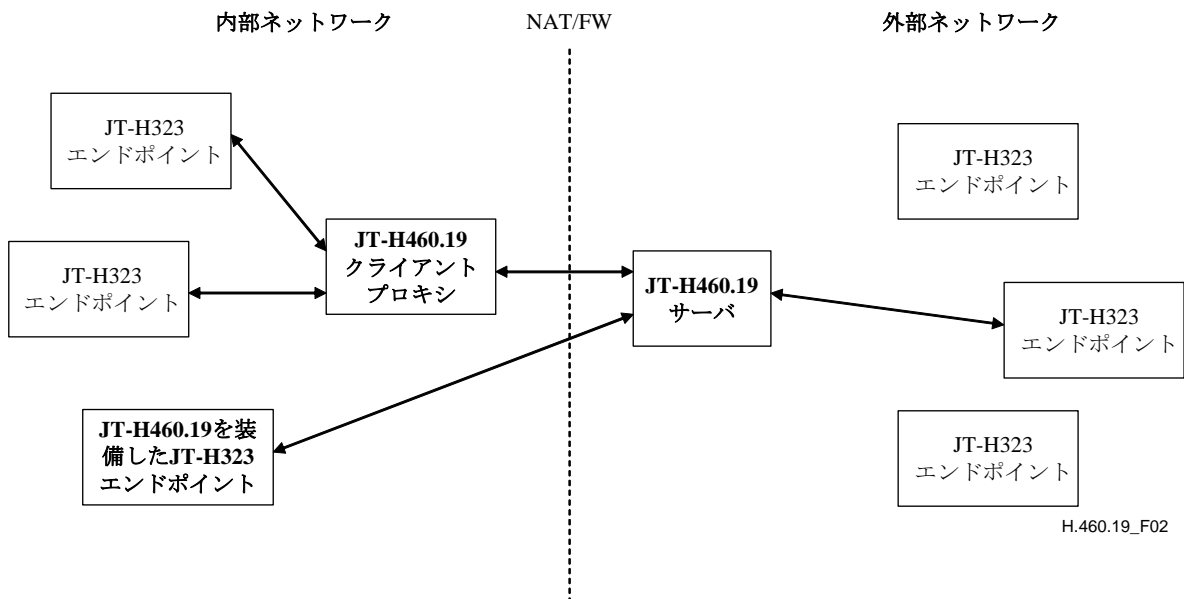 内部ネットワーク
NAT/FW
外部ネットワーク
JT-H323
エンドポイント
JT-H323
エンドポイント
JT-H460.19
クライアント
プロキシ
JT-H323
エンドポイント
JT-H460.19
サーバ
JT-H323
エンドポイント
JT-H460.19を装
備したJT-H323
エンドポイント
JT-H323
エンドポイント
H.460.19_F02